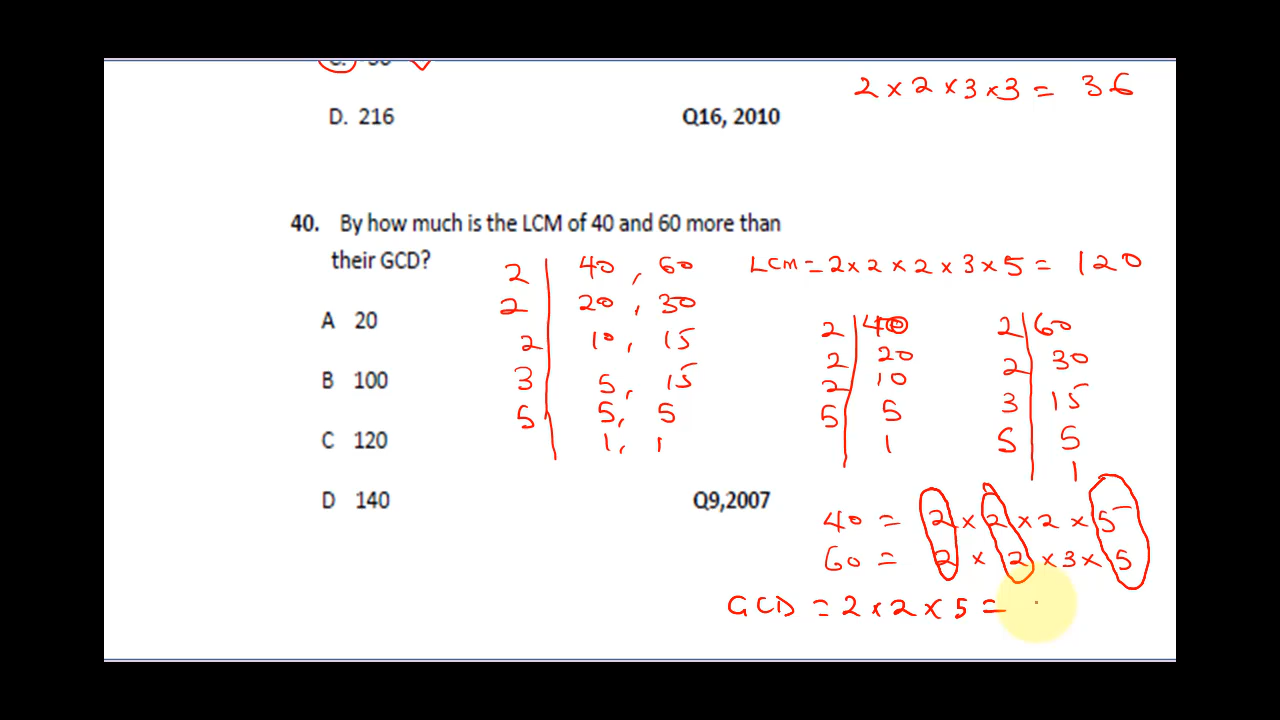 C. 36
2 × 2 × 3 × 3 = 36
D. 216 Q16, 2010
40. By how much is the LCM of 40 and 60 more than
their GCD?
A 20
B 100
C 120
D 140 Q9,2007
2 | 40, 60
2 | 20, 30
2 | 10, 15
3 | 5, 15
5 | 5, 5
1, 1
LCM = 2 × 2 × 2 × 3 × 5 = 120
2 | 40
2 | 20
2 | 10
5 | 5
1
2 | 60
2 | 30
3 | 15
5 | 5
1
40 = 2 × 2 × 2 × 5
60 = 2 × 2 × 3 × 5
GCD = 2 × 2 × 5 =